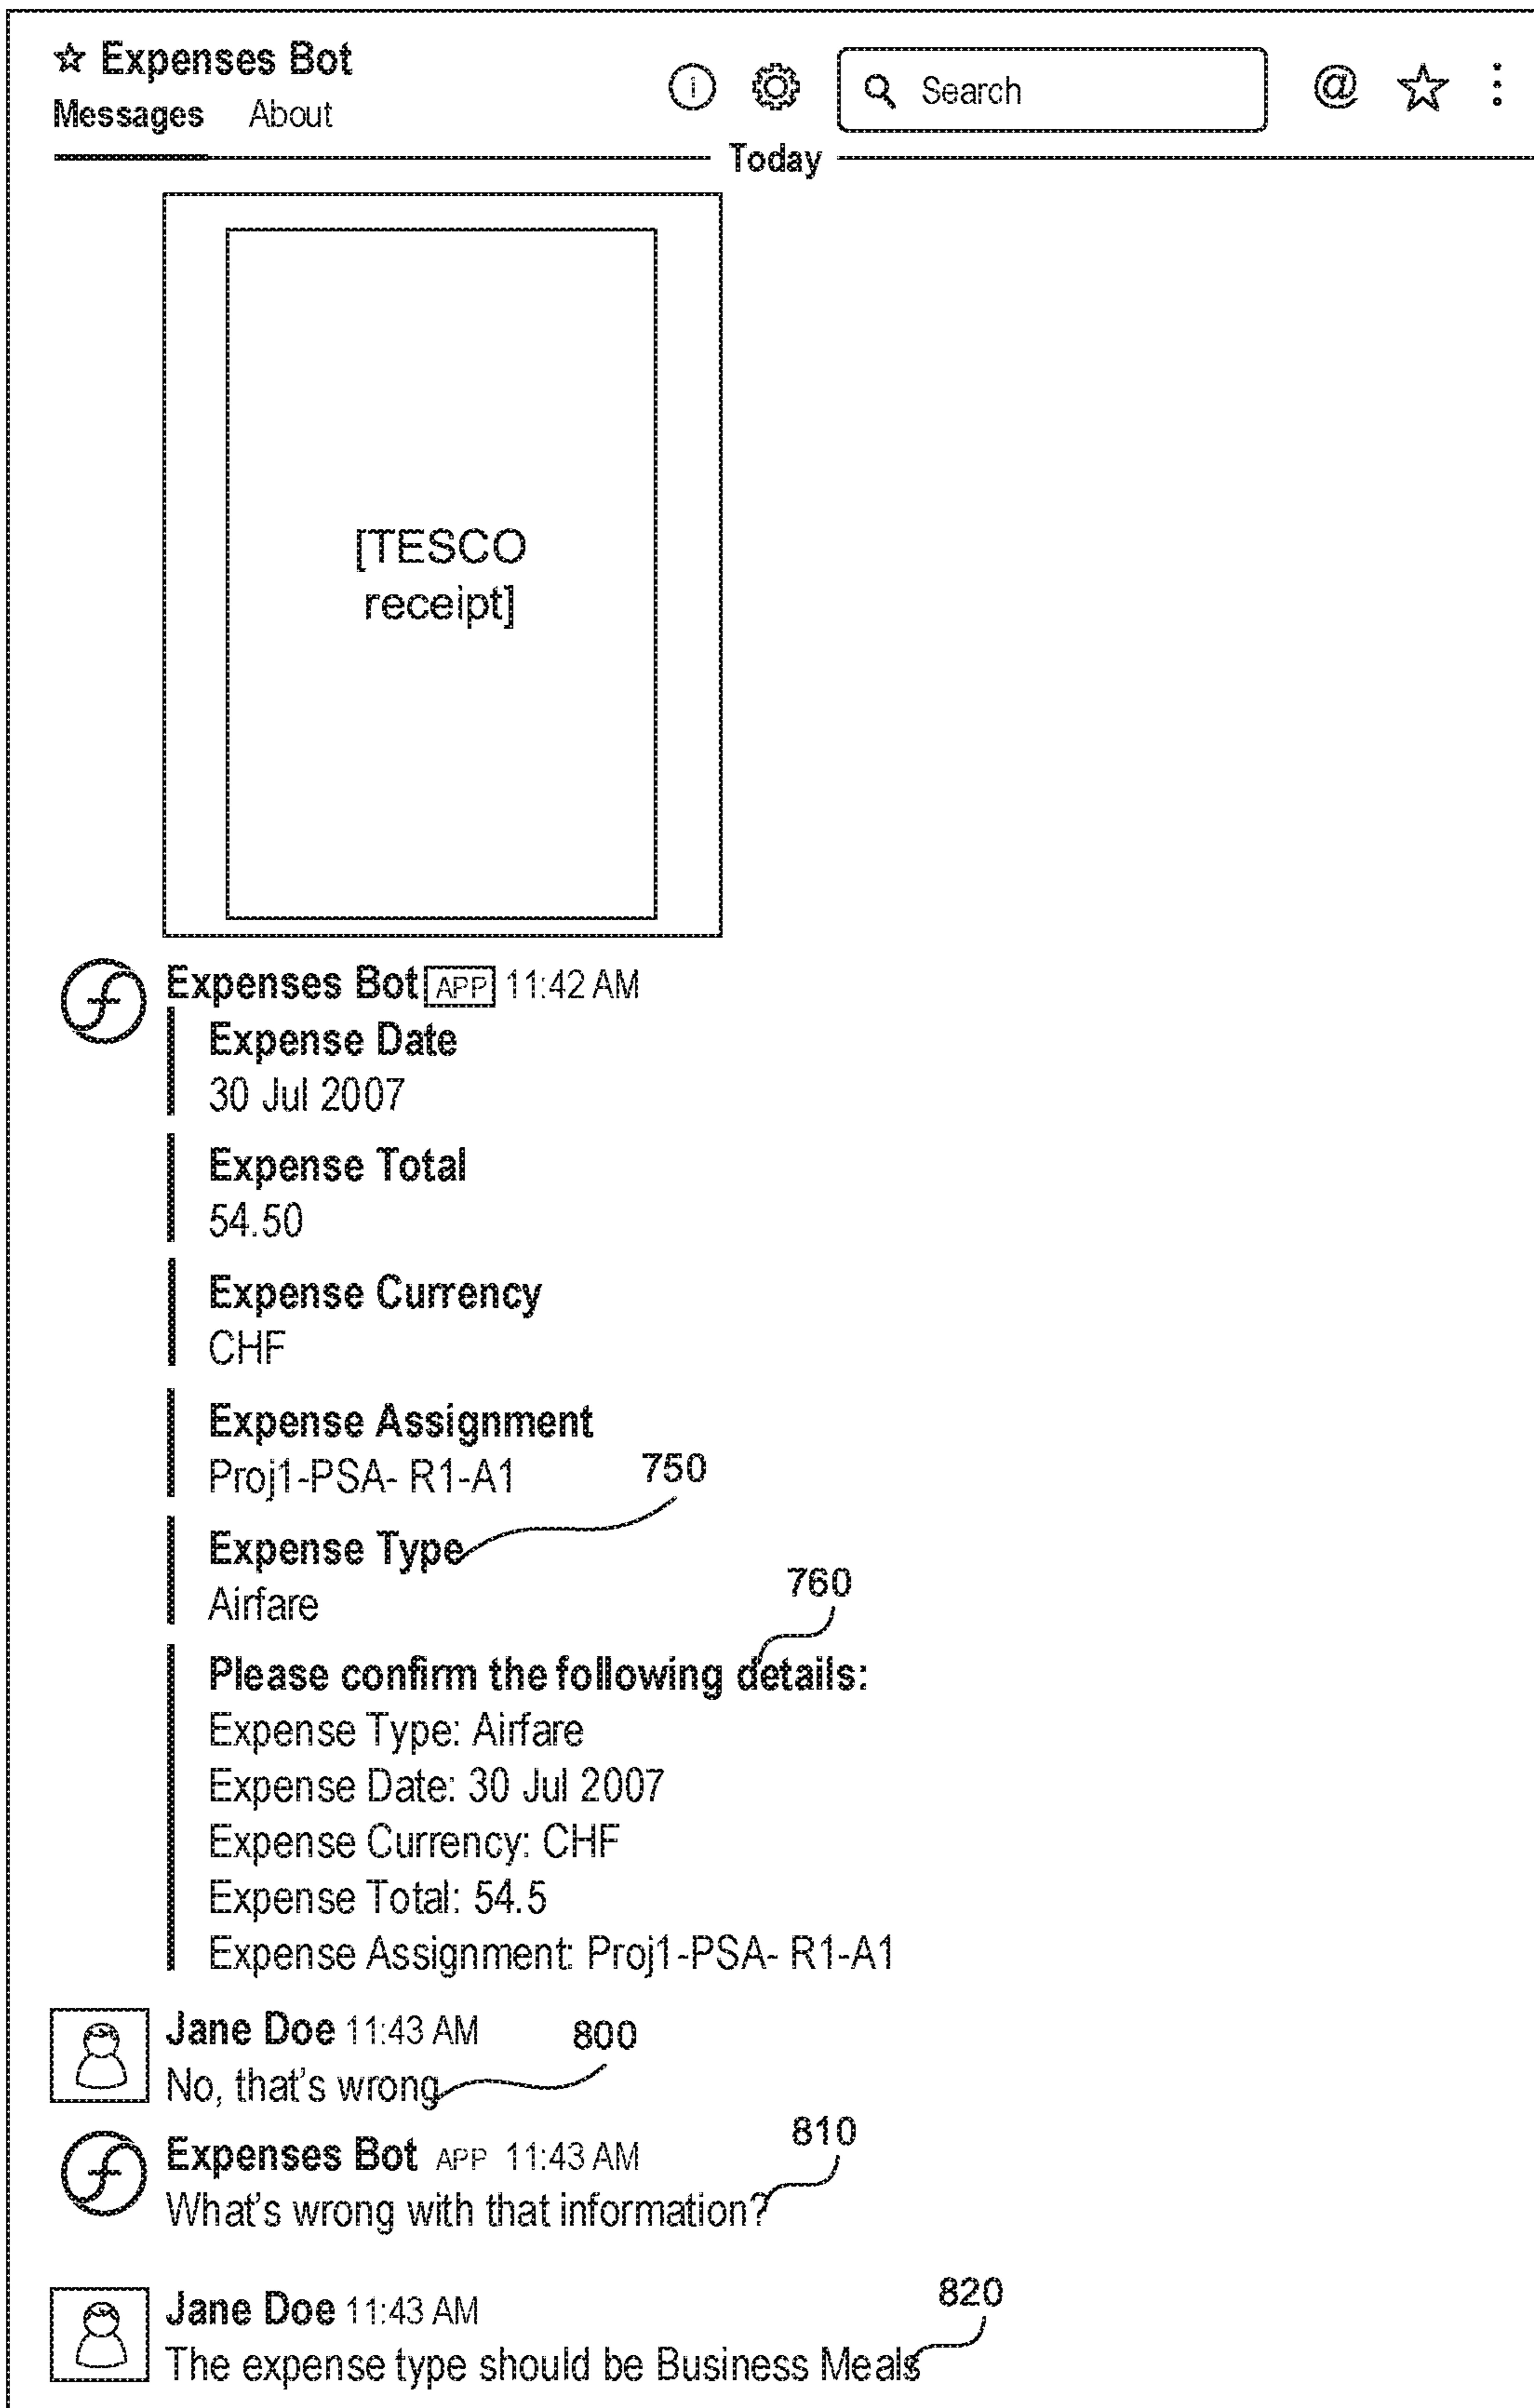 ☆ Expenses Bot
Messages About
i Search @
Today
[TESCO
receipt]
Expenses Bot APP 11:42 AM
Expense Date
30 Jul 2007
Expense Total
54.50
Expense Currency
CHF
Expense Assignment
Proj1-PSA- R1-A1
750
Expense Type
Airfare
760
Please confirm the following details:
Expense Type: Airfare
Expense Date: 30 Jul 2007
Expense Currency: CHF
Expense Total: 54.5
Expense Assignment: Proj1-PSA- R1-A1
Jane Doe 11:43 AM 800
No, that's wrong
810
Expenses Bot APP 11:43 AM
What's wrong with that information?
820
Jane Doe 11:43 AM
The expense type should be Business Meals